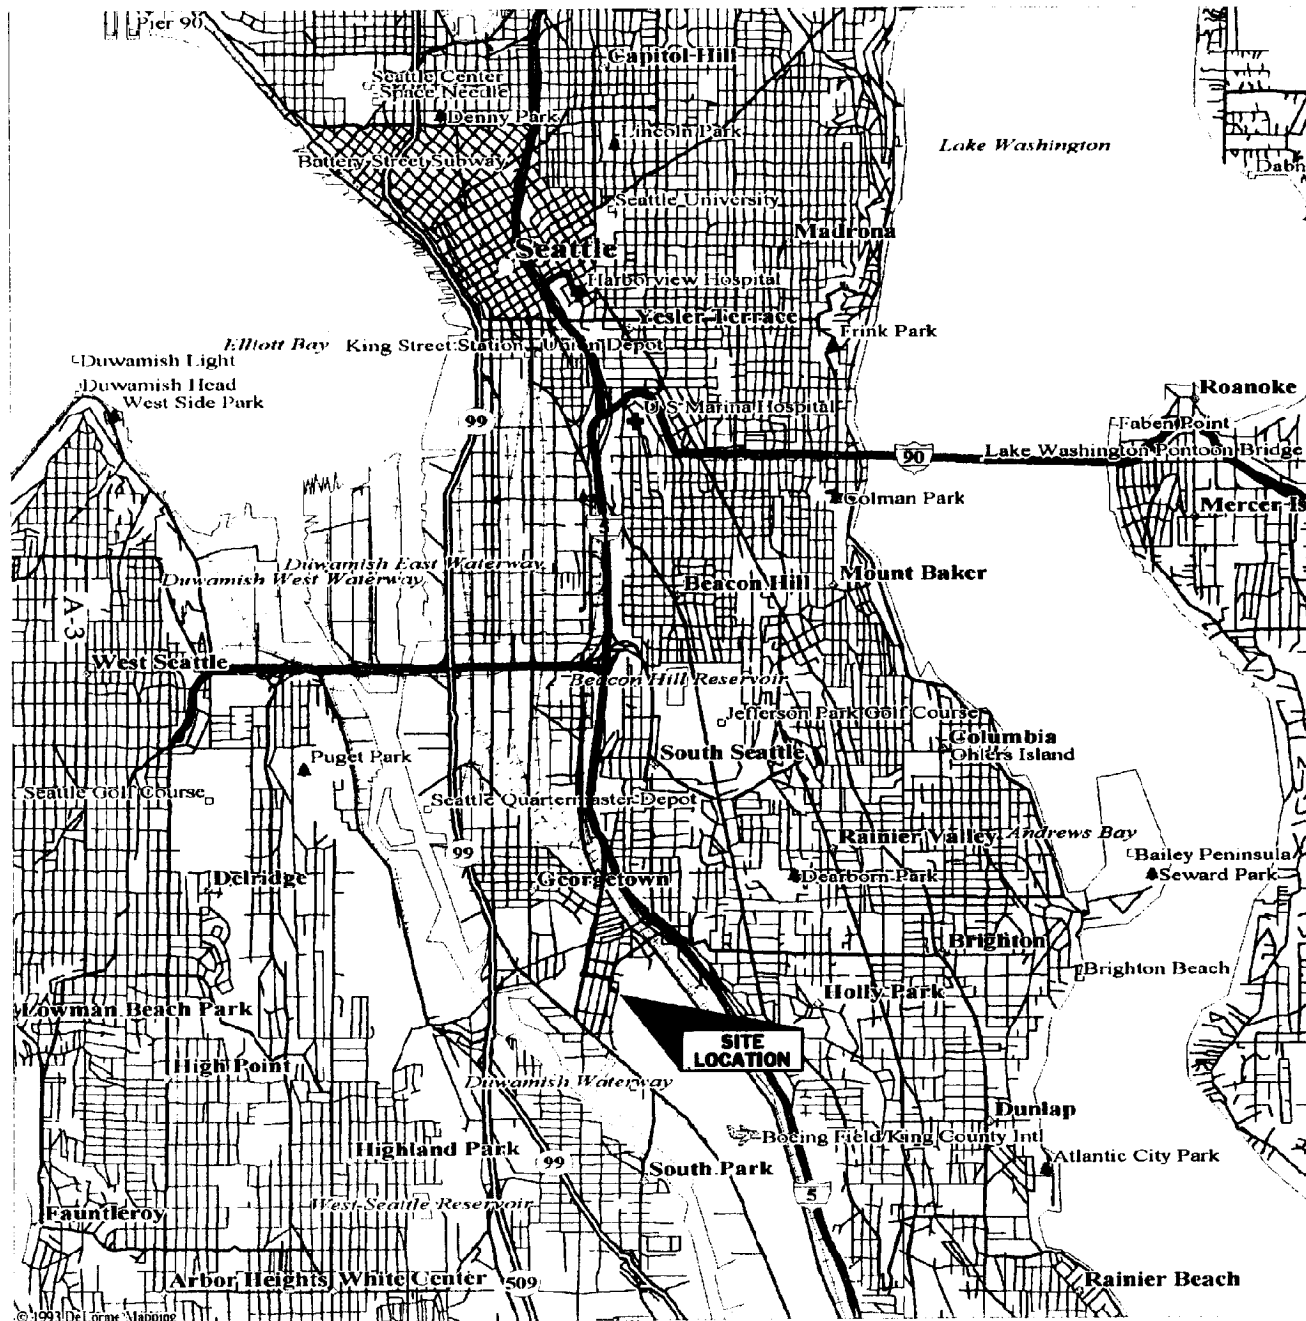 Pier 90
Capitol Hill
Seattle Center
Space Needle
Denny Park
Lincoln Park
Lake Washington
Battery Street Subway
Seattle University
Madrona
Seattle
Harborview Hospital
Yesler Terrace
Frink Park
Elliott Bay
King Street Station
Union Depot
Duwamish Light
Duwamish Head
West Side Park
Roanoke
99
U S Marina Hospital
Faben Point
90
Lake Washington Pontoon Bridge
Colman Park
Mercer Is
5
Duwamish East Waterway
Duwamish West Waterway
Beacon Hill
Mount Baker
A-3
West Seattle
Beacon Hill Reservoir
Jefferson Park Golf Course
Columbia
South Seattle
Ohlers Island
Puget Park
Seattle Golf Course
Seattle Quartermaster Depot
Rainier Valley
Andrews Bay
99
Bailey Peninsula
Delridge
Georgetown
Dearborn Park
Seward Park
Brighton
Brighton Beach
Holly Park
Lowman Beach Park
SITE
LOCATION
High Point
Duwamish Waterway
Dunlap
Boeing Field/King County Intl
Highland Park
99
South Park
Atlantic City Park
5
West Seattle Reservoir
Fauntleroy
Arbor Heights
White Center
509
Rainier Beach
© 1993 DeLorme Mapping